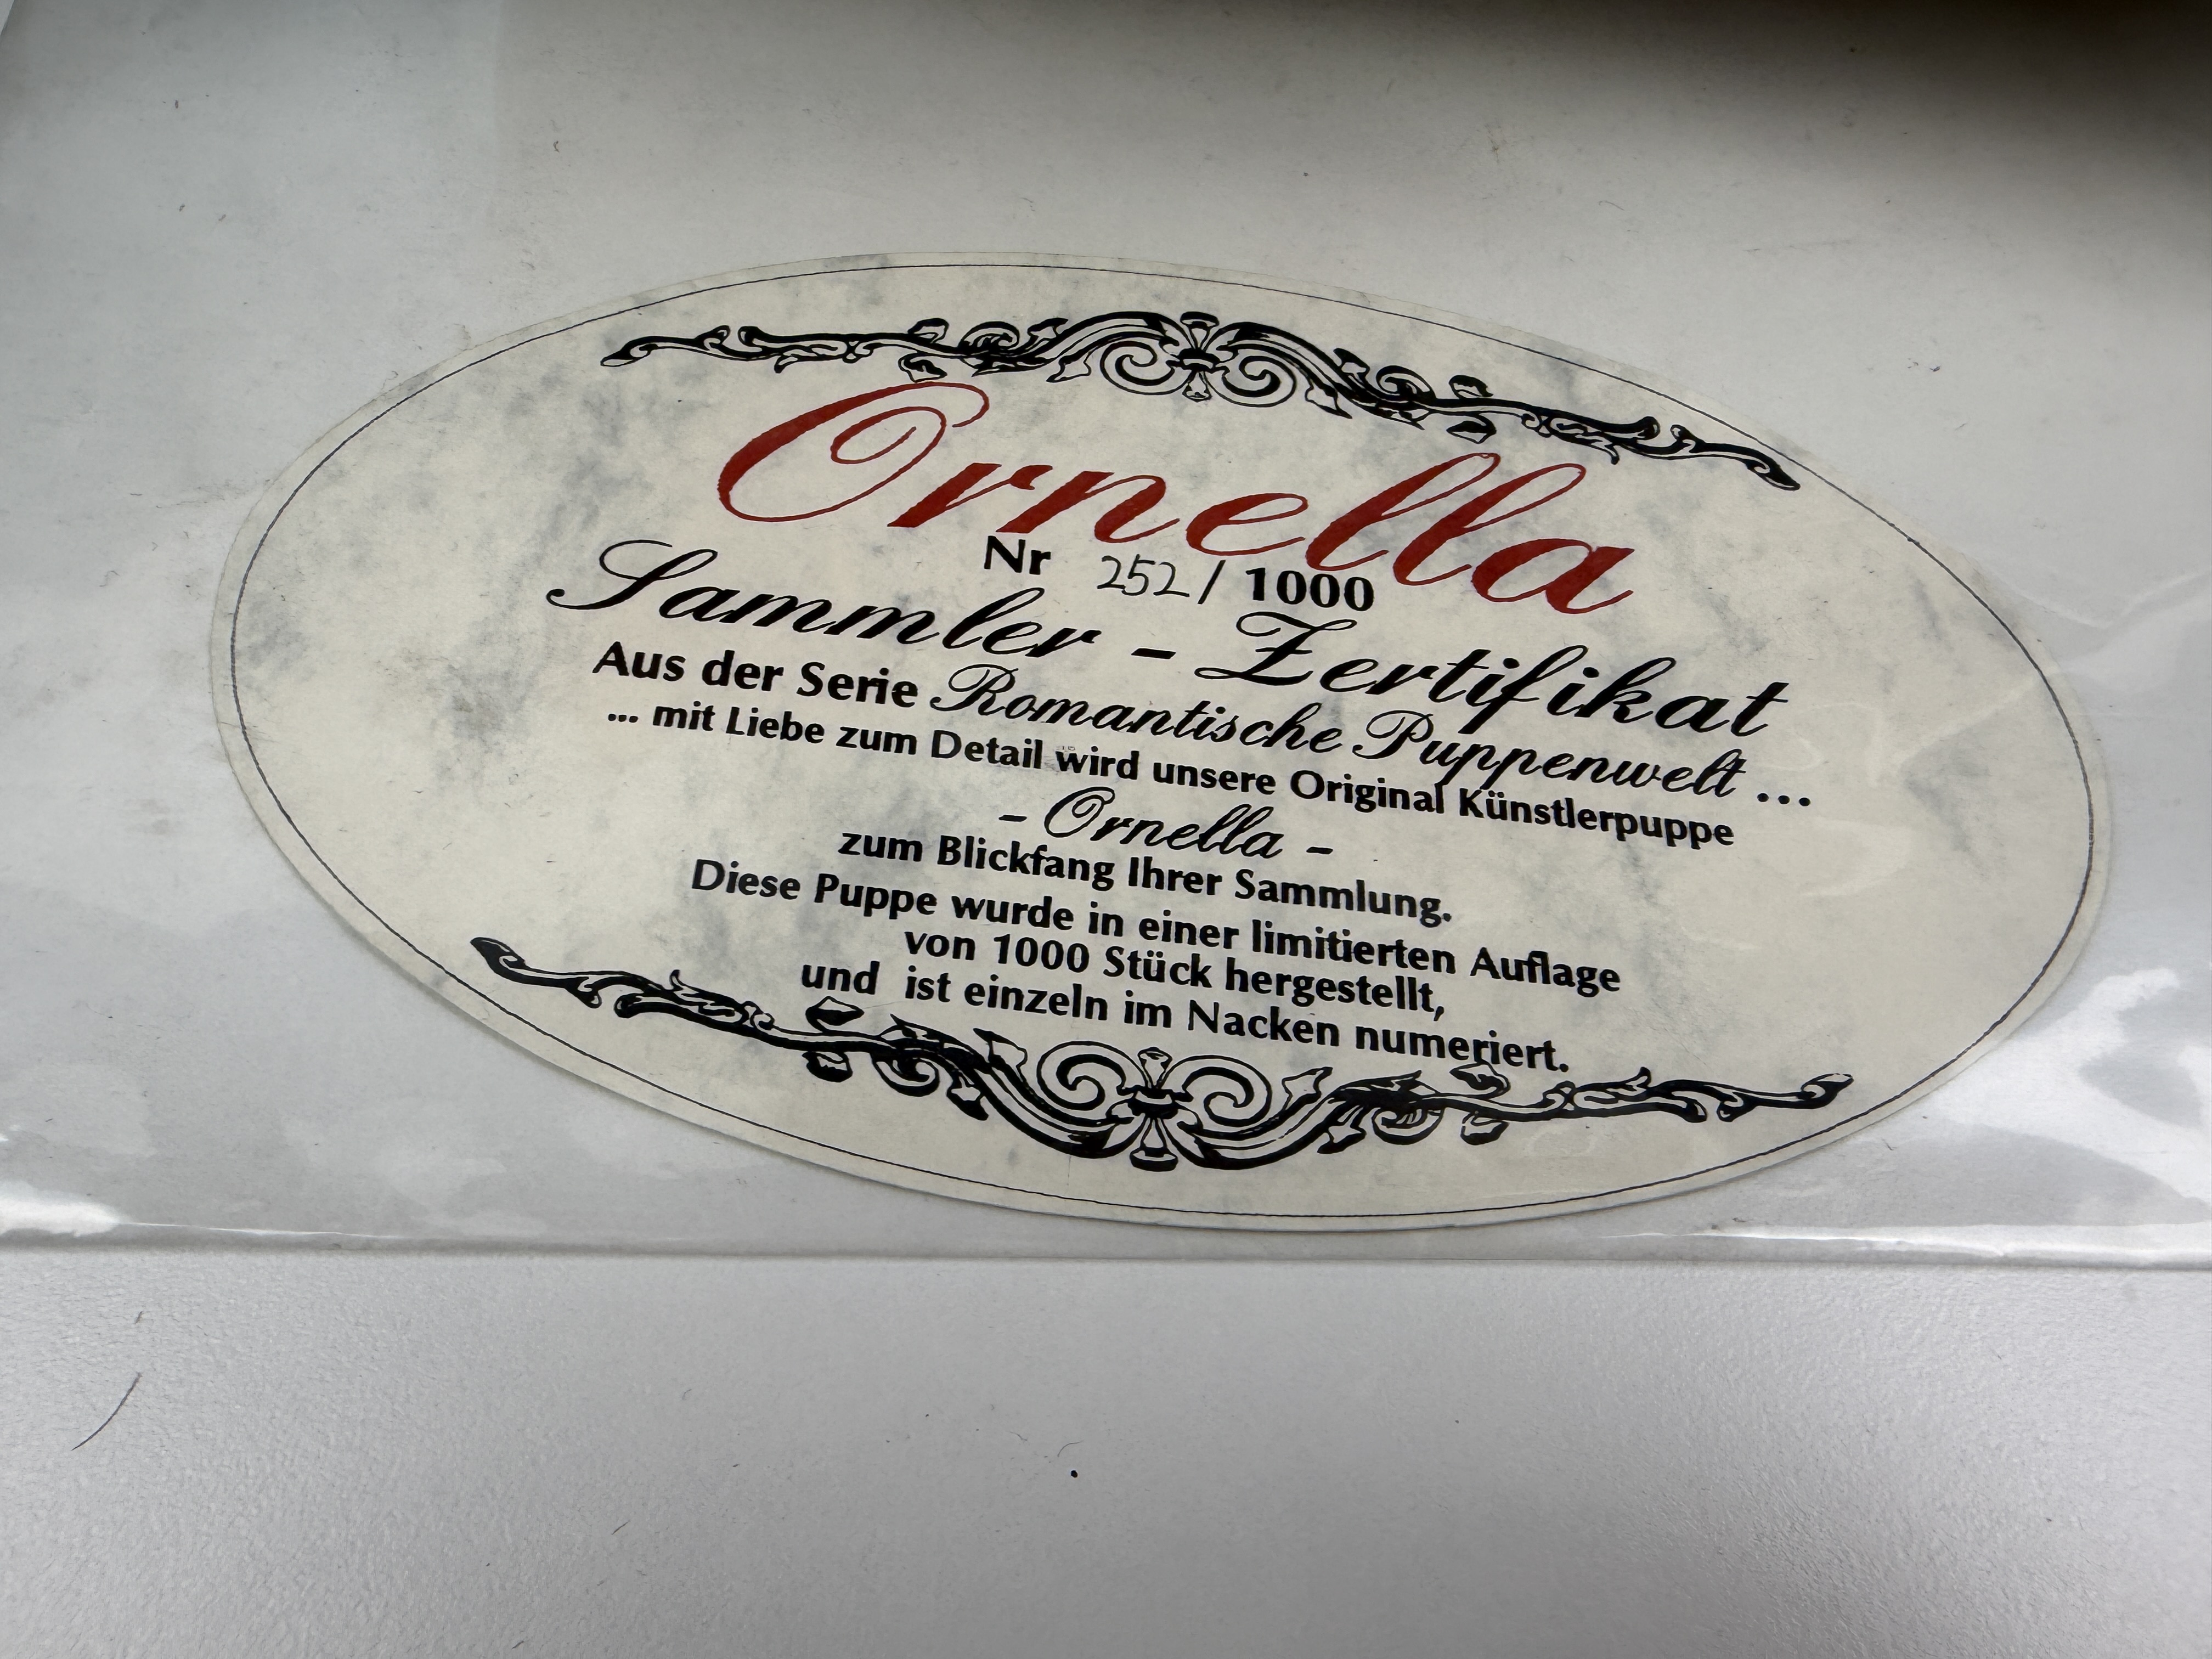 Ornella
Nr 252 / 1000
Sammler - Zertifikat
Aus der Serie Romantische Puppenwelt ...
... mit Liebe zum Detail wird unsere Original Künstlerpuppe
- Ornella -
zum Blickfang Ihrer Sammlung.
Diese Puppe wurde in einer limitierten Auflage
von 1000 Stück hergestellt,
und ist einzeln im Nacken numeriert.